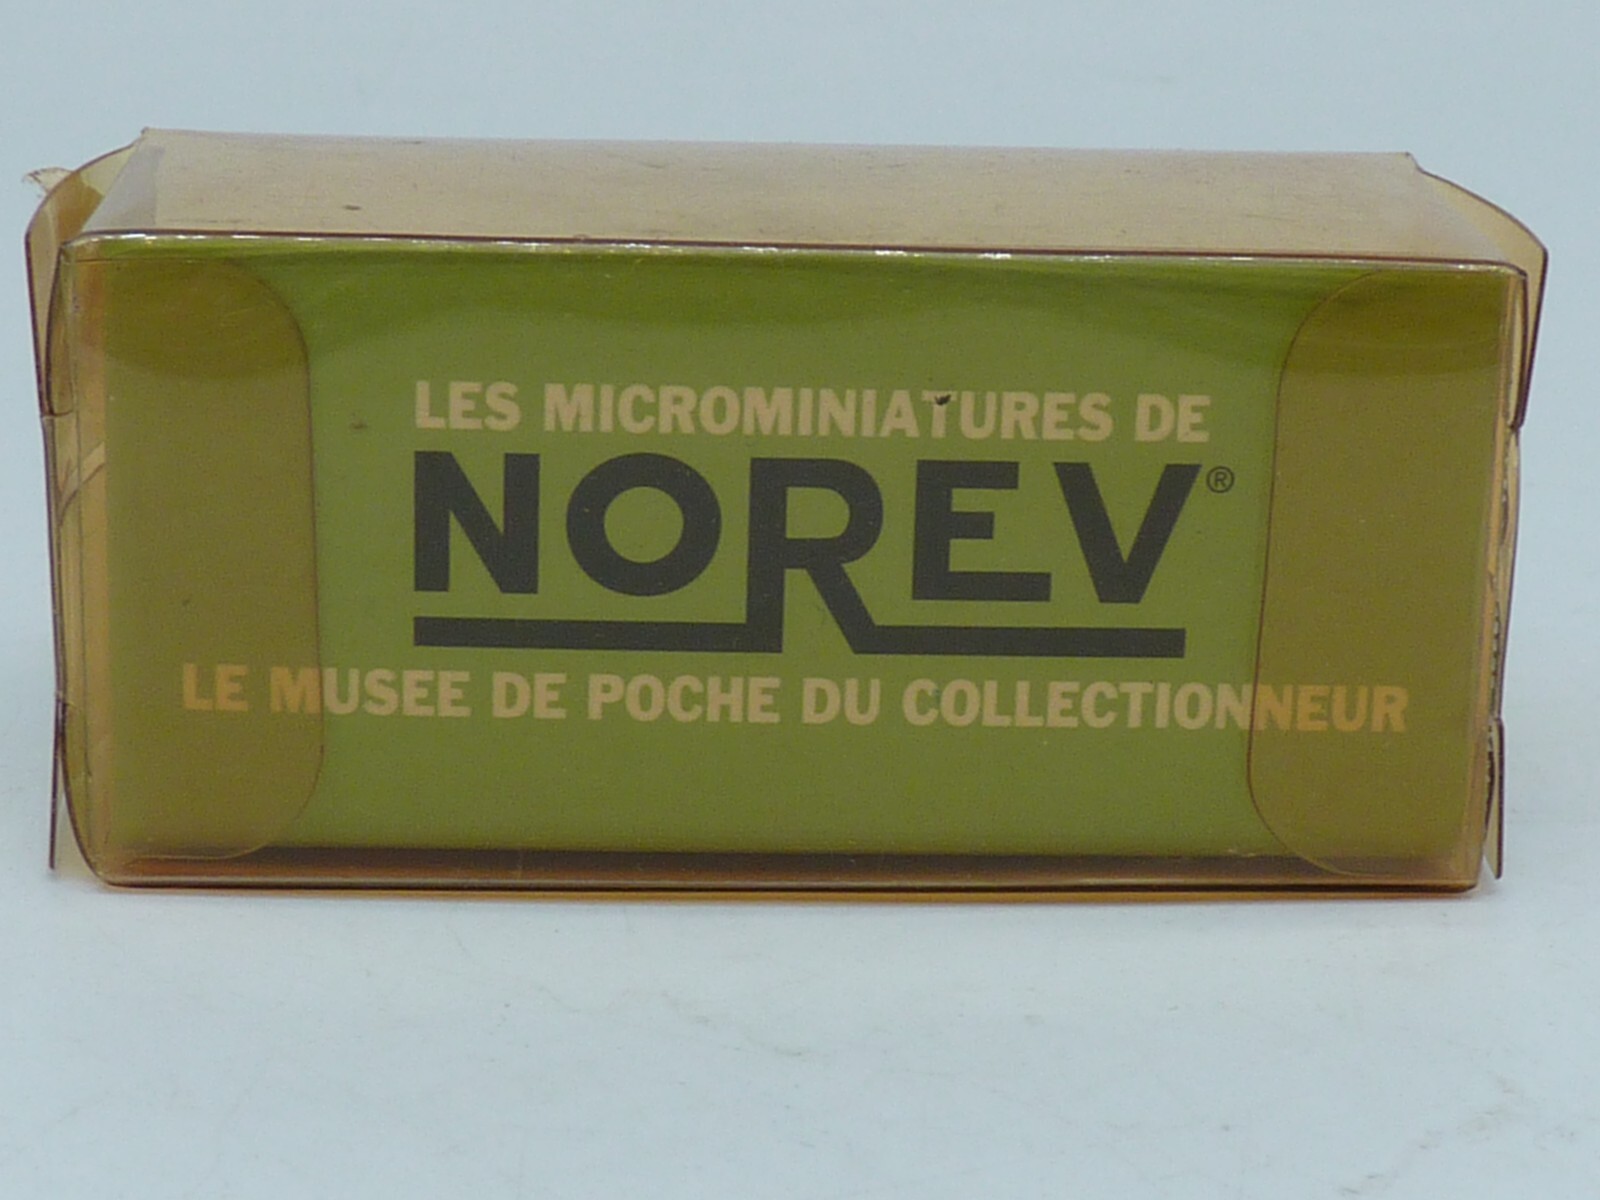 LES MICROMINIATURES DE
NOREV®
LE MUSEE DE POCHE DU COLLECTIONNEUR